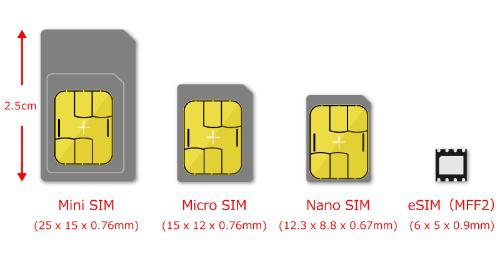 2.5cm
Mini SIM
(25 x 15 x 0.76mm)
Micro SIM
(15 x 12 x 0.76mm)
Nano SIM
(12.3 x 8.8 x 0.67mm)
eSIM（MFF2）
(6 x 5 x 0.9mm)